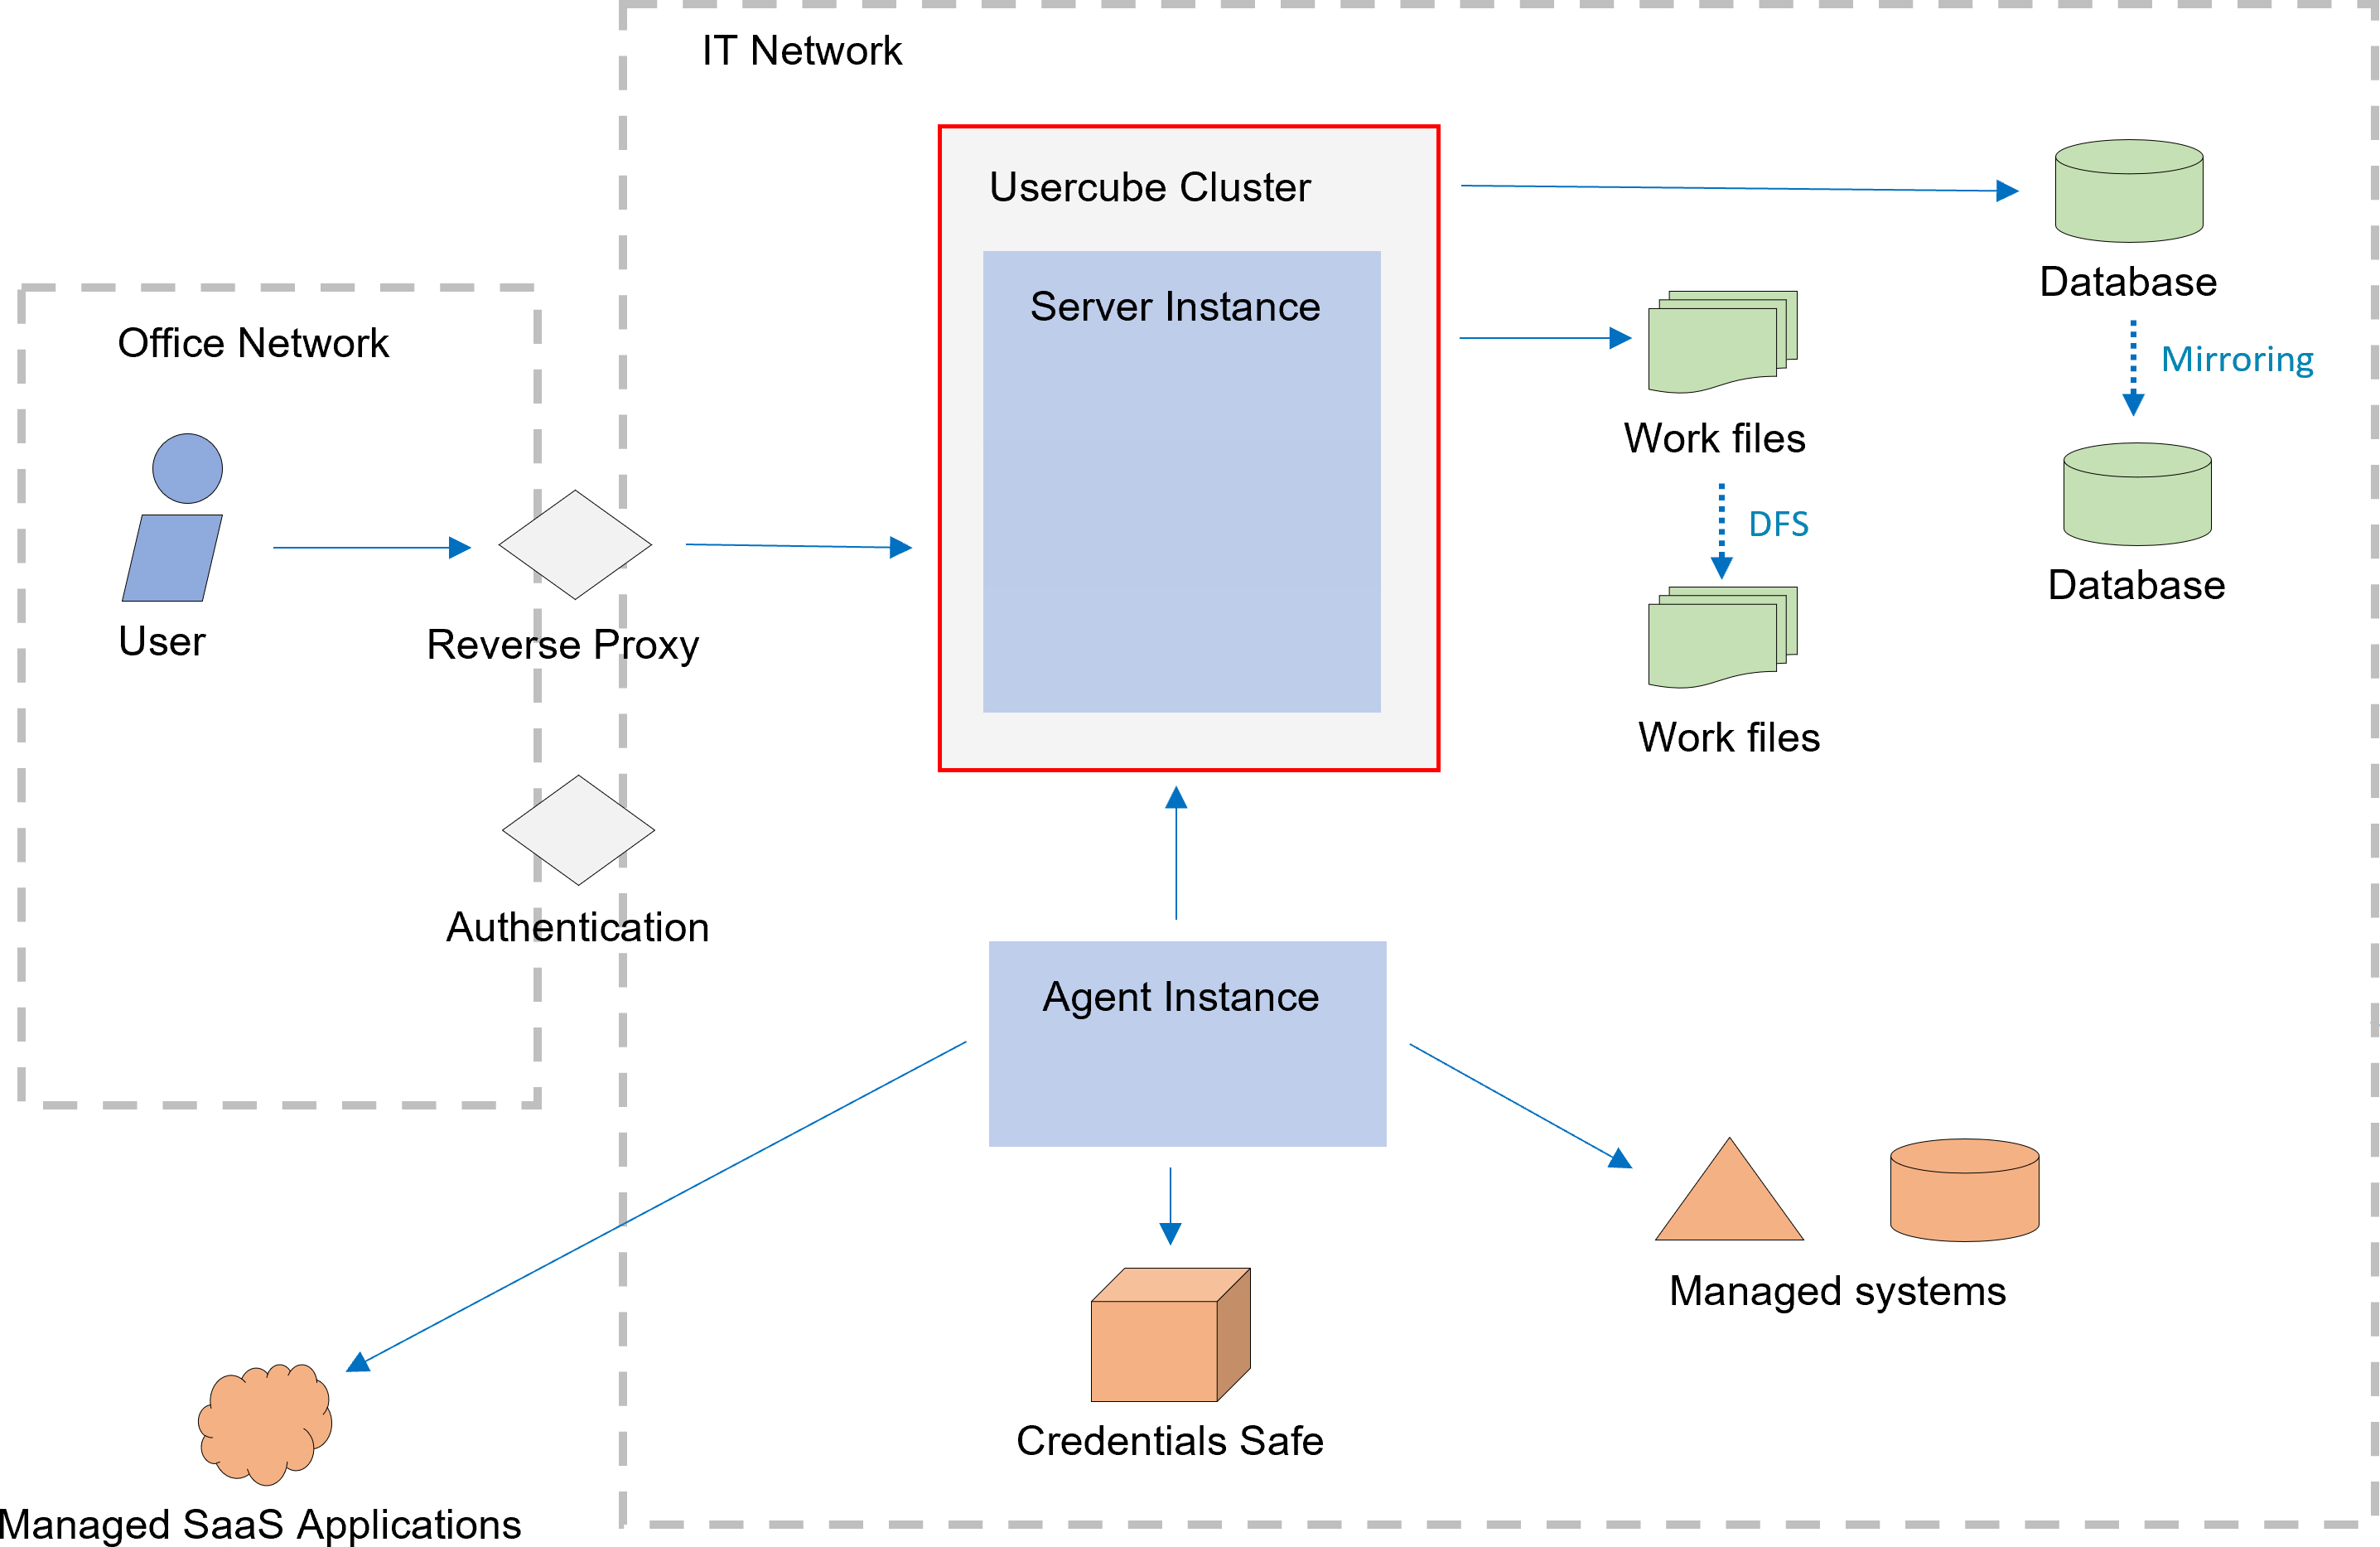 IT Network
Usercube Cluster
Server Instance
Database
Mirroring
Office Network
Work files
DFS
Database
User
Reverse Proxy
Work files
Authentication
Agent Instance
Managed systems
Credentials Safe
Managed SaaS Applications